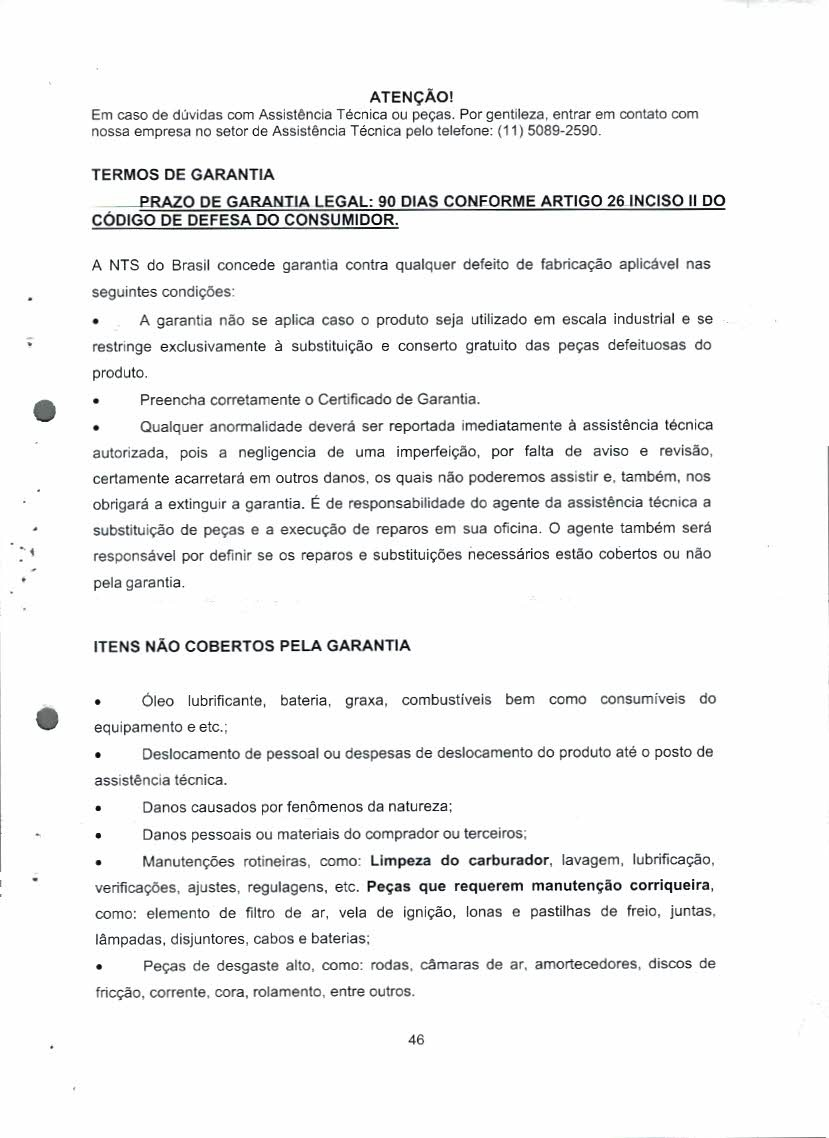 ATENÇÃO!
Em caso de dúvidas com Assistência Técnica ou peças. Por gentileza, entrar em contato com
nossa empresa no setor de Assistência Técnica pelo telefone: (11) 5089-2590.
TERMOS DE GARANTIA
PRAZO DE GARANTIA LEGAL: 90 DIAS CONFORME ARTIGO 26 INCISO II DO
CÓDIGO DE DEFESA DO CONSUMIDOR.
A NTS do Brasil concede garantia contra qualquer defeito de fabricação aplicável nas
seguintes condições:
• A garantia não se aplica caso o produto seja utilizado em escala industrial e se
restringe exclusivamente à substituição e conserto gratuito das peças defeituosas do
produto.
• Preencha corretamente o Certificado de Garantia.
• Qualquer anormalidade deverá ser reportada imediatamente à assistência técnica
autorizada, pois a negligencia de uma imperfeição, por falta de aviso e revisão,
certamente acarretará em outros danos, os quais não poderemos assistir e, também, nos
obrigará a extinguir a garantia. É de responsabilidade do agente da assistência técnica a
substituição de peças e a execução de reparos em sua oficina. O agente também será
responsável por definir se os reparos e substituições necessários estão cobertos ou não
pela garantia.
ITENS NÃO COBERTOS PELA GARANTIA
• Óleo lubrificante, bateria, graxa, combustíveis bem como consumíveis do
equipamento e etc.;
• Deslocamento de pessoal ou despesas de deslocamento do produto até o posto de
assistência técnica.
• Danos causados por fenômenos da natureza;
• Danos pessoais ou materiais do comprador ou terceiros;
• Manutenções rotineiras, como: Limpeza do carburador, lavagem, lubrificação,
verificações, ajustes, regulagens, etc. Peças que requerem manutenção corriqueira,
como: elemento de filtro de ar, vela de ignição, lonas e pastilhas de freio, juntas,
lâmpadas, disjuntores, cabos e baterias;
• Peças de desgaste alto, como: rodas, câmaras de ar, amortecedores, discos de
fricção, corrente, cora, rolamento, entre outros.
46